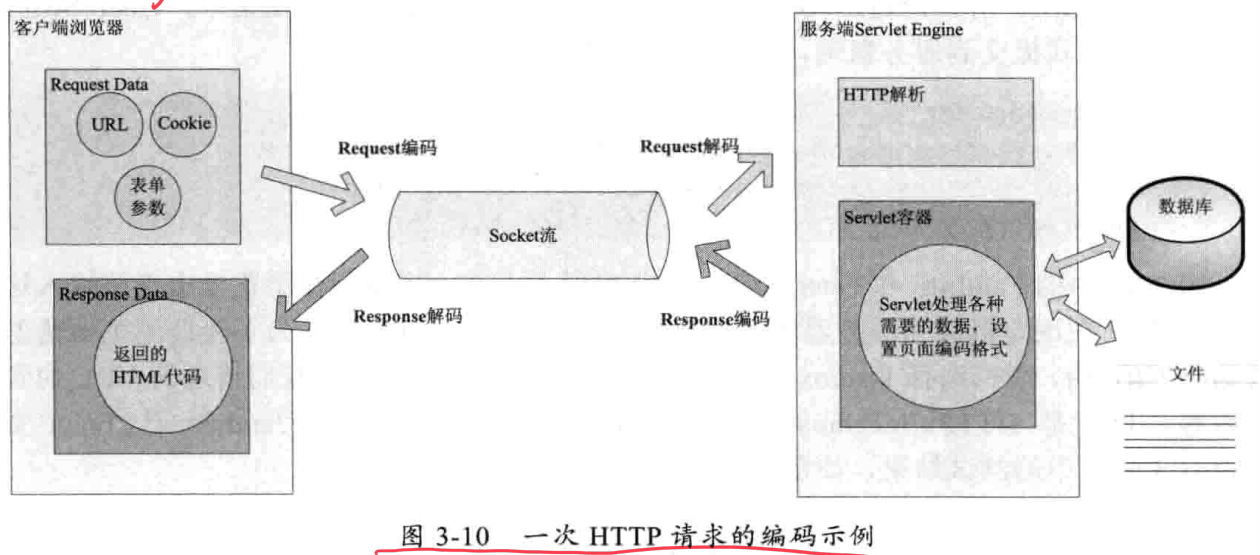 客户端浏览器
Request Data
URL
Cookie
表单
参数
Response Data
返回的
HTML代码
Request编码
Response解码
Socket流
Request解码
Response编码
服务端Servlet Engine
HTTP解析
Servlet容器
Servlet处理各种
需要的数据，设
置页面编码格式
数据库
文件
图 3-10 一次 HTTP 请求的编码示例